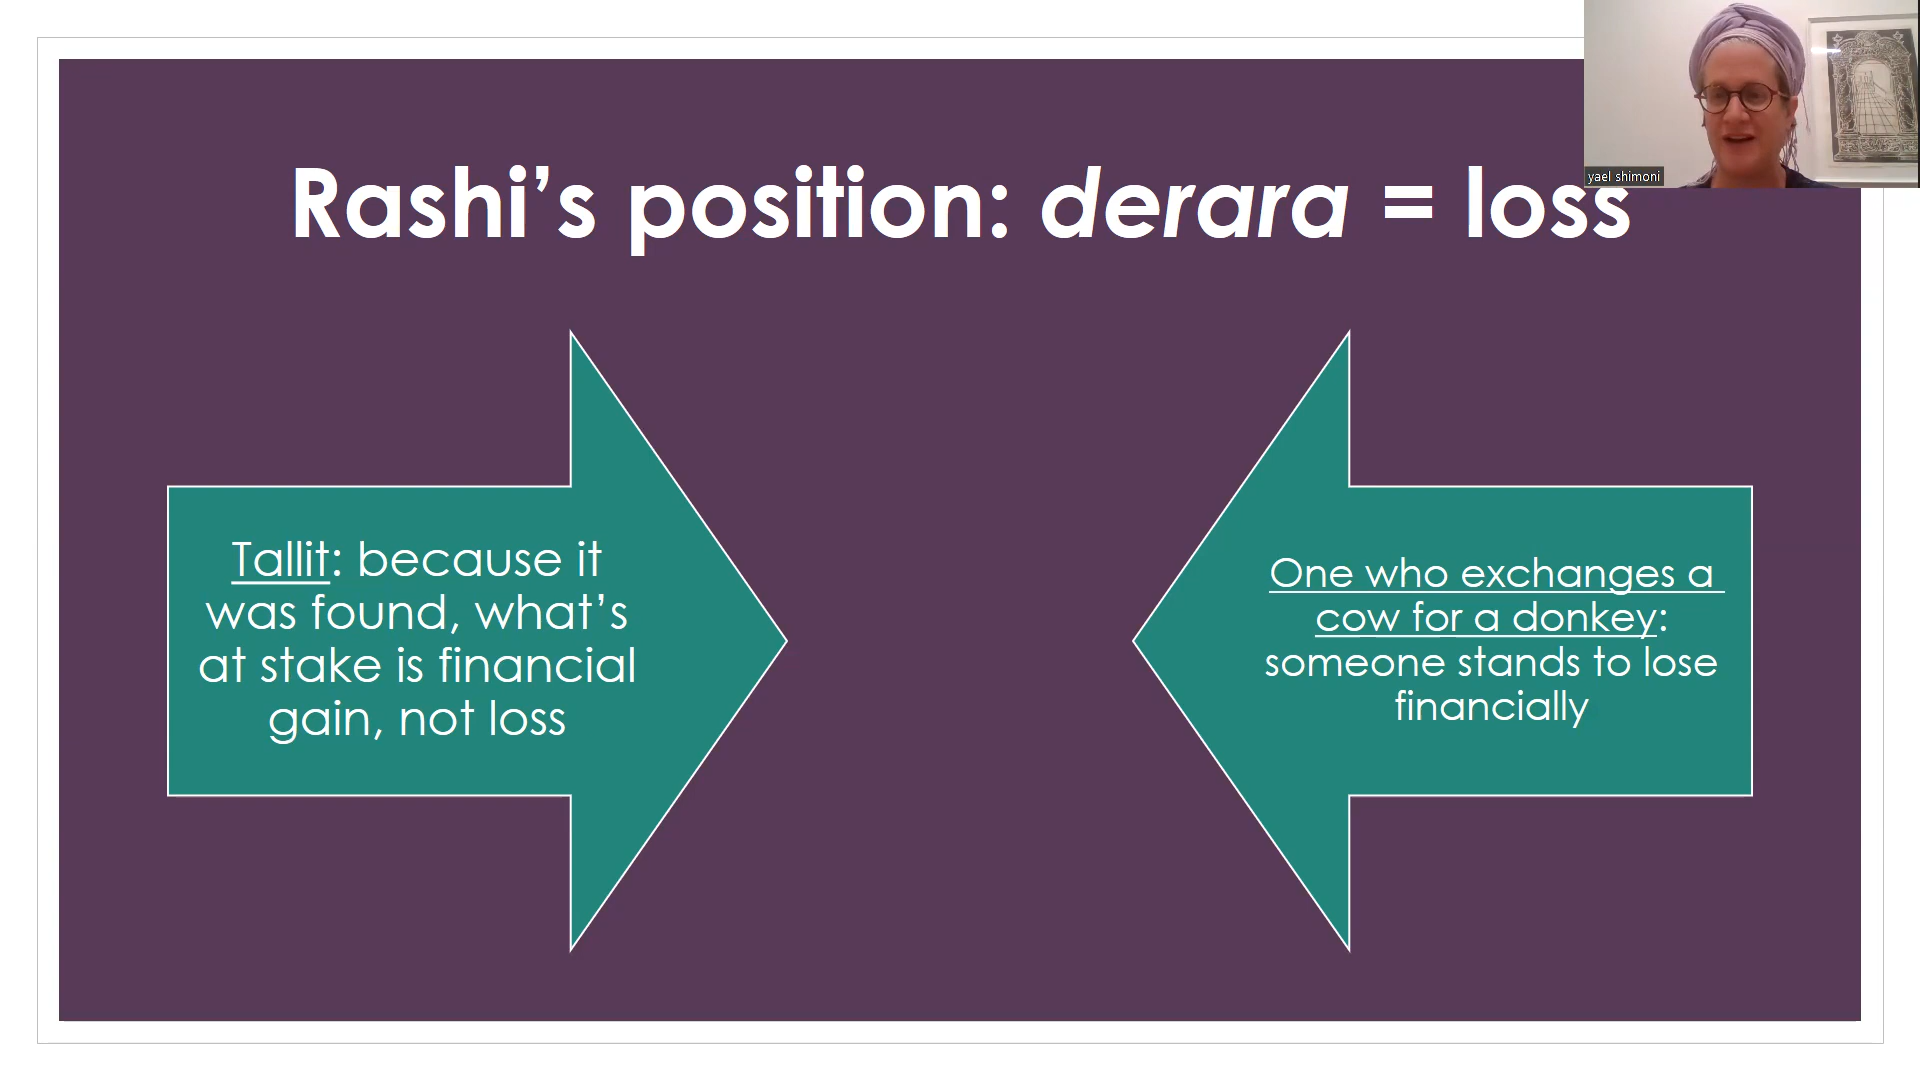 Rashi’s position: derara = loss
Tallit: because it
was found, what’s
at stake is financial
gain, not loss
One who exchanges a
cow for a donkey:
someone stands to lose
financially
yael shimoni